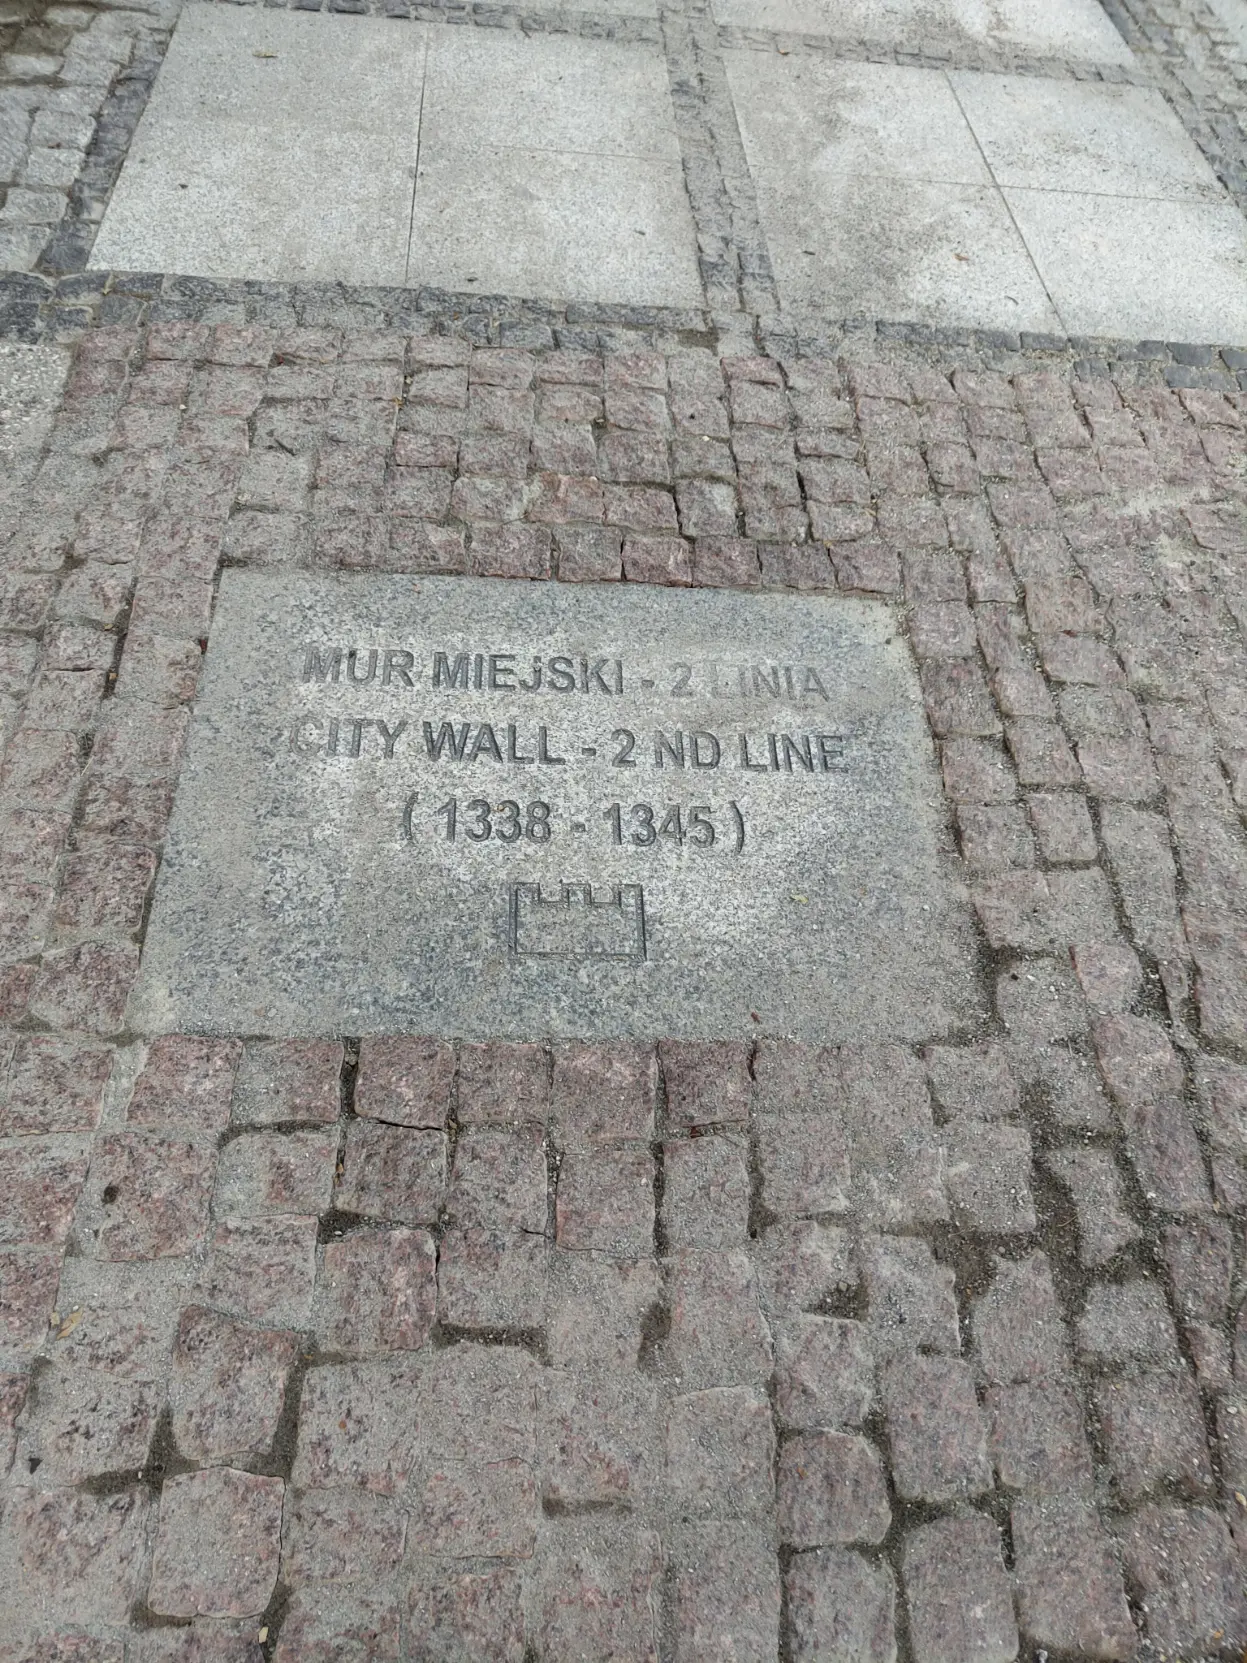 MUR MIEjSKI - 2 LINIA
CITY WALL - 2 ND LINE
( 1338 - 1345 )